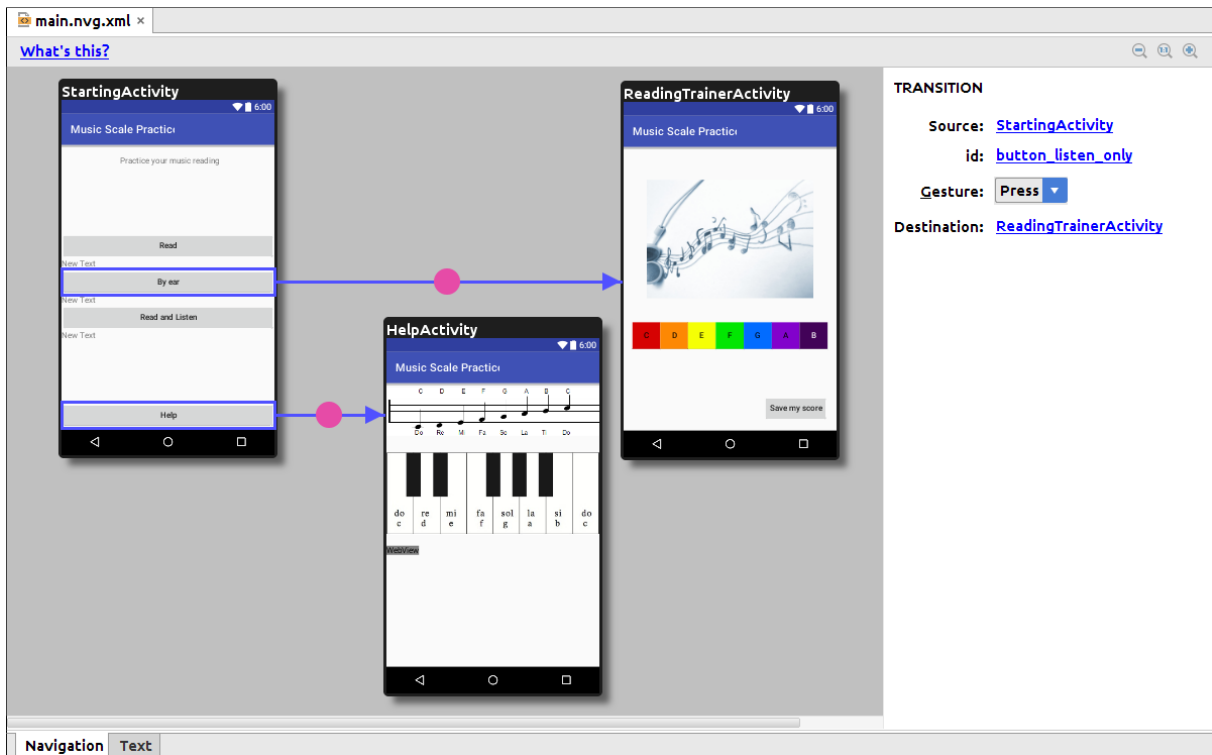 main.nvg.xml ×
What's this?
StartingActivity
6:00
Music Scale Practic
Practice your music reading
Read
New Text
By ear
New Text
Read and Listen
New Text
Help
HelpActivity
6:00
Music Scale Practic
C D E F G A B C
Do Re Mi Fa So La Ti Do
do re mi fa sol la si do
c d e f g a b c
WebView
ReadingTrainerActivity
6:00
Music Scale Practic
C D E F G A B
Save my score
TRANSITION
Source: StartingActivity
id: button_listen_only
Gesture: Press
Destination: ReadingTrainerActivity
Navigation Text